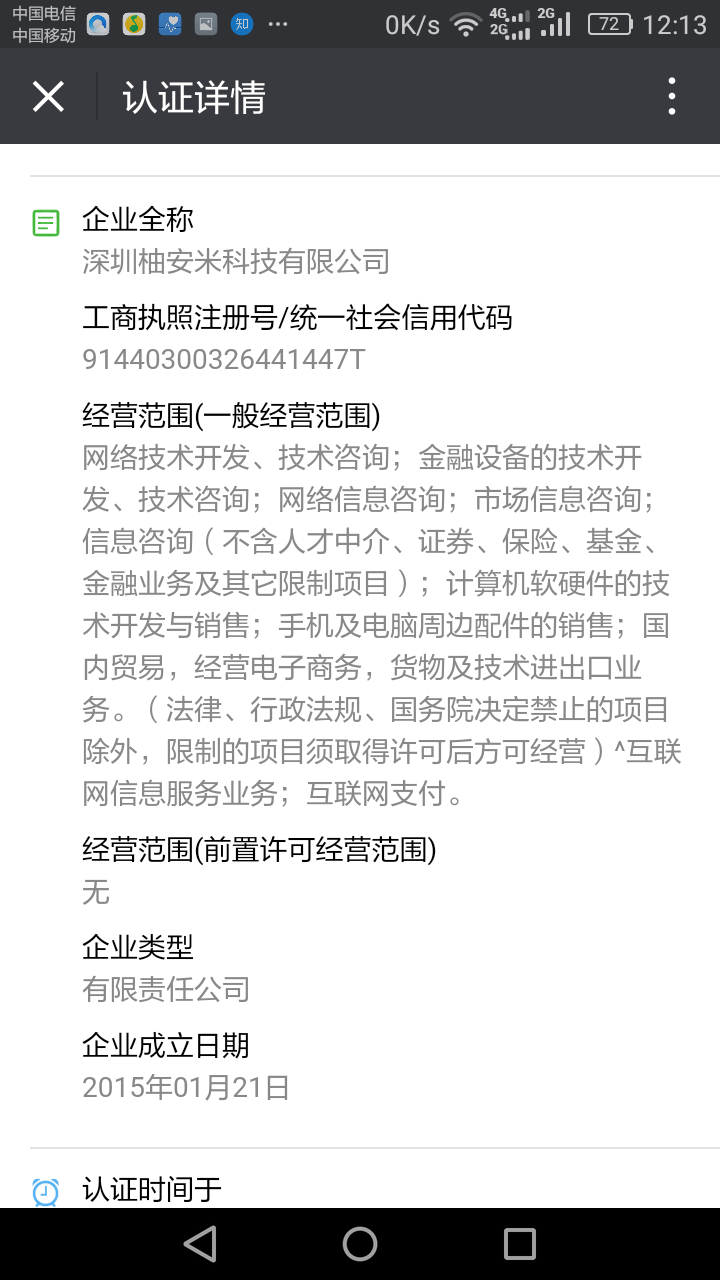 中国电信
中国移动
知
0K/s
4G
2G
2G
72
12:13
认证详情
企业全称
深圳柚安米科技有限公司
工商执照注册号/统一社会信用代码
91440300326441447T
经营范围(一般经营范围)
网络技术开发、技术咨询；金融设备的技术开
发、技术咨询；网络信息咨询；市场信息咨询；
信息咨询（不含人才中介、证券、保险、基金、
金融业务及其它限制项目）；计算机软硬件的技
术开发与销售；手机及电脑周边配件的销售；国
内贸易，经营电子商务，货物及技术进出口业
务。（法律、行政法规、国务院决定禁止的项目
除外，限制的项目须取得许可后方可经营）^互联
网信息服务业务；互联网支付。
经营范围(前置许可经营范围)
无
企业类型
有限责任公司
企业成立日期
2015年01月21日
认证时间于